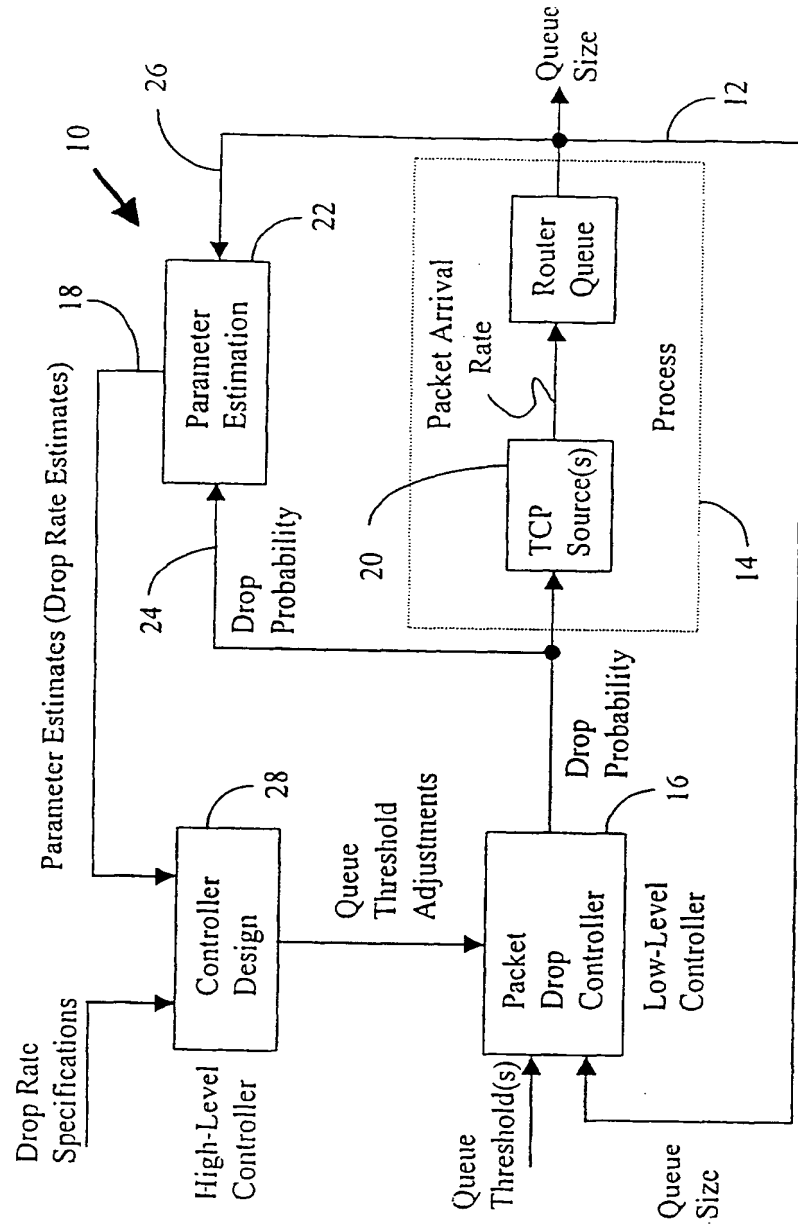 Drop Rate
Specifications
High-Level
Controller
Controller
Design
28
Parameter Estimates (Drop Rate Estimates)
18
10
26
Parameter
Estimation
22
24
Drop
Probability
Queue
Threshold
Adjustments
Queue
Threshold(s)
Queue
Size
Packet
Drop
Controller
16
Low-Level
Controller
Drop
Probability
20
TCP
Source(s)
Packet Arrival
Rate
Router
Queue
Process
14
Queue
Size
12